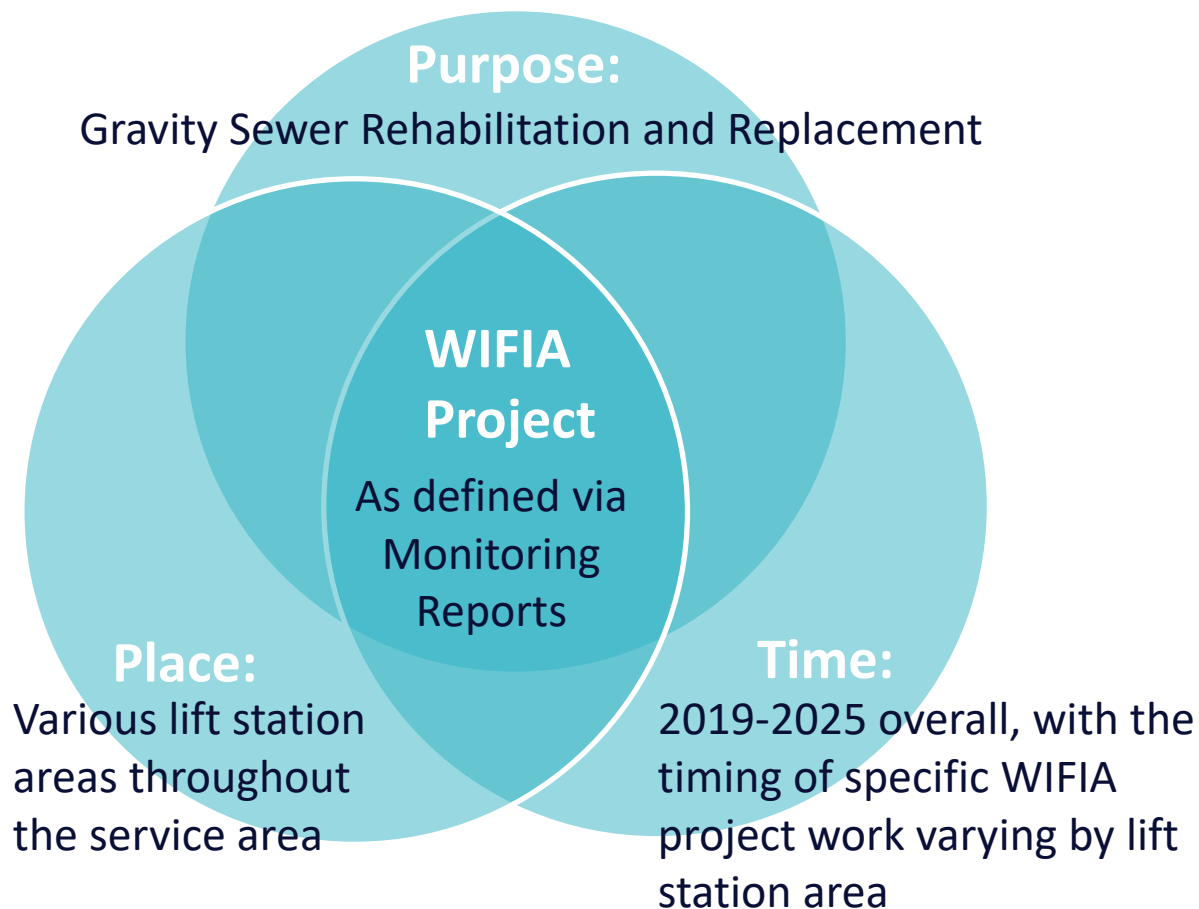 Purpose:
Gravity Sewer Rehabilitation and Replacement
WIFIA
Project
As defined via
Monitoring
Reports
Place:
Various lift station
areas throughout
the service area
Time:
2019-2025 overall, with the
timing of specific WIFIA
project work varying by lift
station area